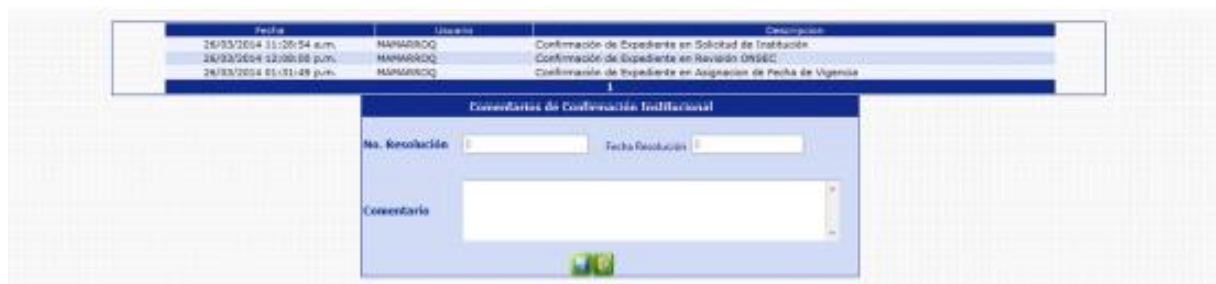 Fecha Usuario Descripcion
26/03/2014 11:28:54 a.m. MAMARROQ Confirmación de Expediente en Solicitud de Institución
26/03/2014 12:08:08 p.m. MAMARROQ Confirmación de Expediente en Revisión ONSEC
26/03/2014 01:31:49 p.m. MAMARROQ Confirmación de Expediente en Asignacion de Fecha de Vigencia
1
Comentarios de Confirmación Institucional
No. Resolución Fecha Resolución
Comentario